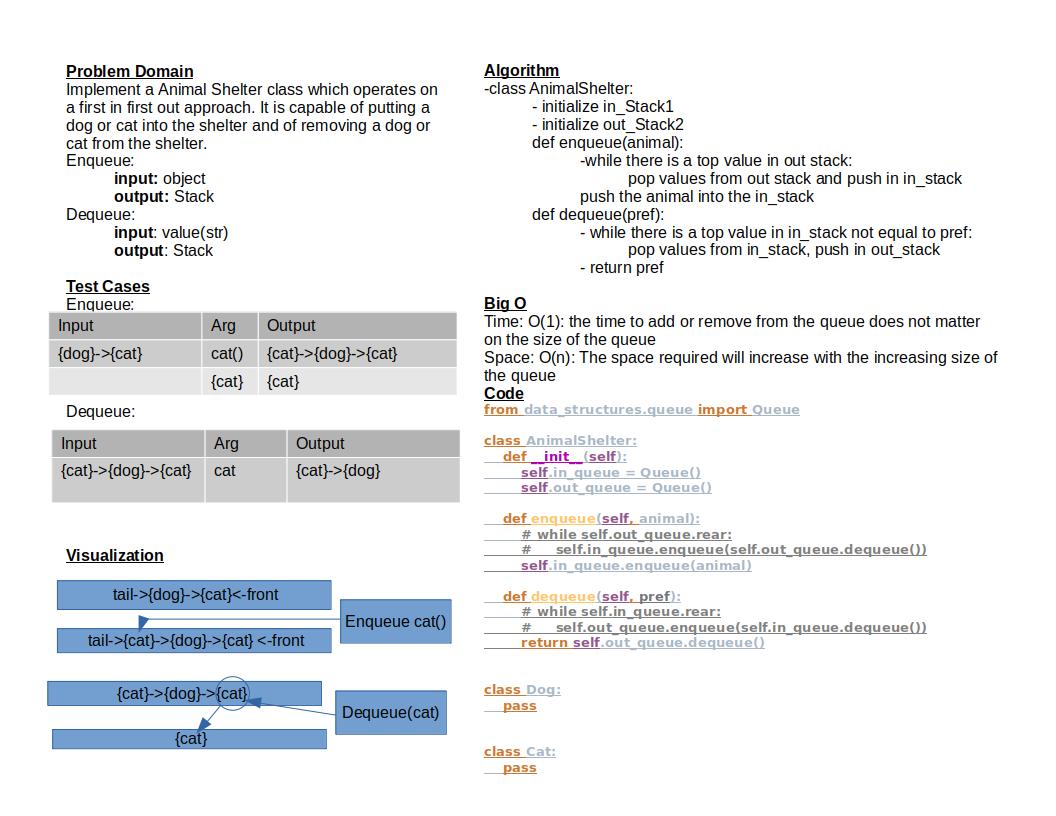 Problem Domain
Implement a Animal Shelter class which operates on
a first in first out approach. It is capable of putting a
dog or cat into the shelter and of removing a dog or
cat from the shelter.
Enqueue:
input: object
output: Stack
Dequeue:
input: value(str)
output: Stack
Test Cases
Enqueue:
Input Arg Output
{dog}->{cat} cat() {cat}->{dog}->{cat}
{cat} {cat}
Dequeue:
Input Arg Output
{cat}->{dog}->{cat} cat {cat}->{dog}
Visualization
tail->{dog}->{cat}<-front
Enqueue cat()
tail->{cat}->{dog}->{cat} <-front
{cat}->{dog}->{cat}
Dequeue(cat)
{cat}
Algorithm
-class AnimalShelter:
- initialize in_Stack1
- initialize out_Stack2
def enqueue(animal):
-while there is a top value in out stack:
pop values from out stack and push in in_stack
push the animal into the in_stack
def dequeue(pref):
- while there is a top value in in_stack not equal to pref:
pop values from in_stack, push in out_stack
- return pref
Big O
Time: O(1): the time to add or remove from the queue does not matter
on the size of the queue
Space: O(n): The space required will increase with the increasing size of
the queue
Code
from data_structures.queue import Queue
class AnimalShelter:
def __init__(self):
self.in_queue = Queue()
self.out_queue = Queue()
def enqueue(self, animal):
# while self.out_queue.rear:
# self.in_queue.enqueue(self.out_queue.dequeue())
self.in_queue.enqueue(animal)
def dequeue(self, pref):
# while self.in_queue.rear:
# self.out_queue.enqueue(self.in_queue.dequeue())
return self.out_queue.dequeue()
class Dog:
pass
class Cat:
pass